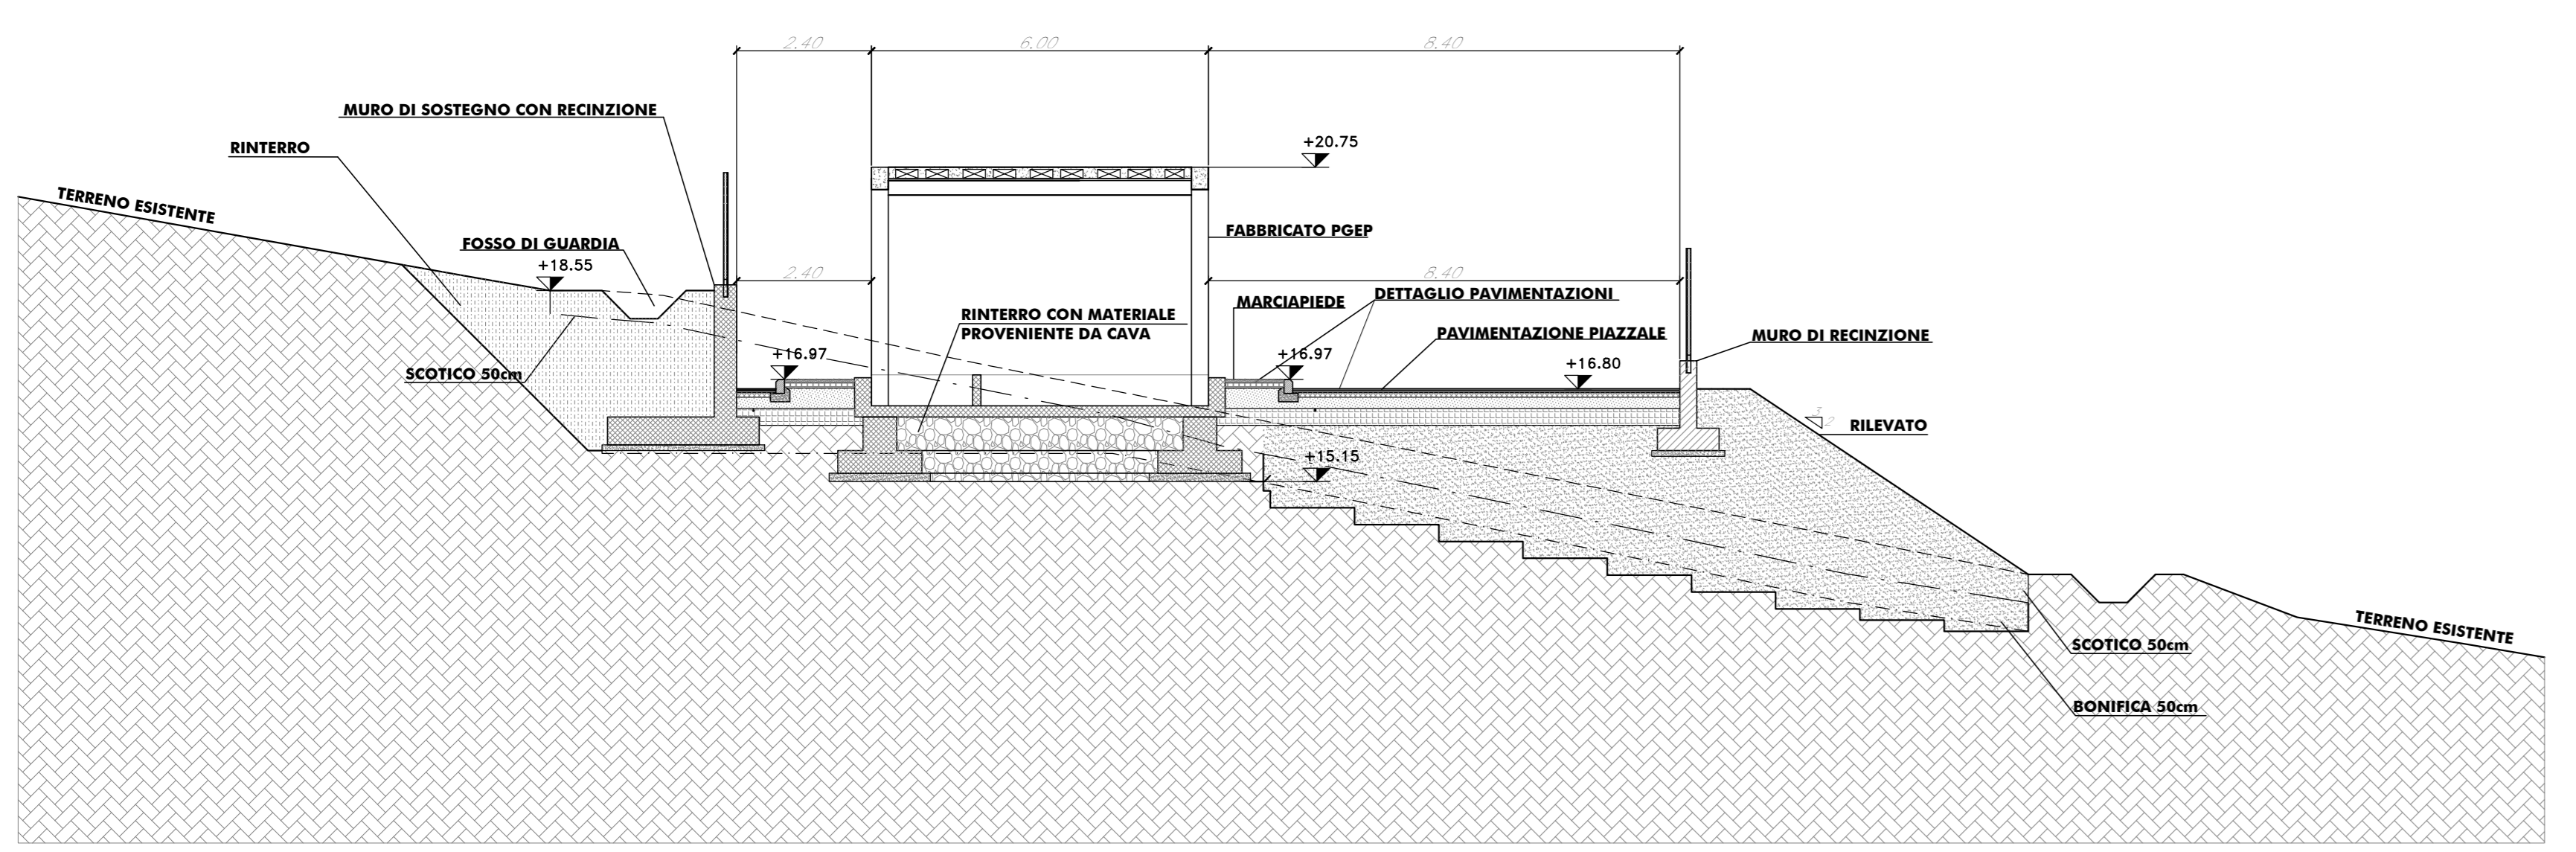 2.40
6.00
8.40
MURO DI SOSTEGNO CON RECINZIONE
+20.75
RINTERRO
TERRENO ESISTENTE
FABBRICATO PGEP
FOSSO DI GUARDIA
+18.55
2.40
8.40
DETTAGLIO PAVIMENTAZIONI
MARCIAPIEDE
RINTERRO CON MATERIALE
PROVENIENTE DA CAVA
PAVIMENTAZIONE PIAZZALE
MURO DI RECINZIONE
+16.97
+16.97
+16.80
SCOTICO 50cm
3
2
RILEVATO
+15.15
TERRENO ESISTENTE
SCOTICO 50cm
BONIFICA 50cm